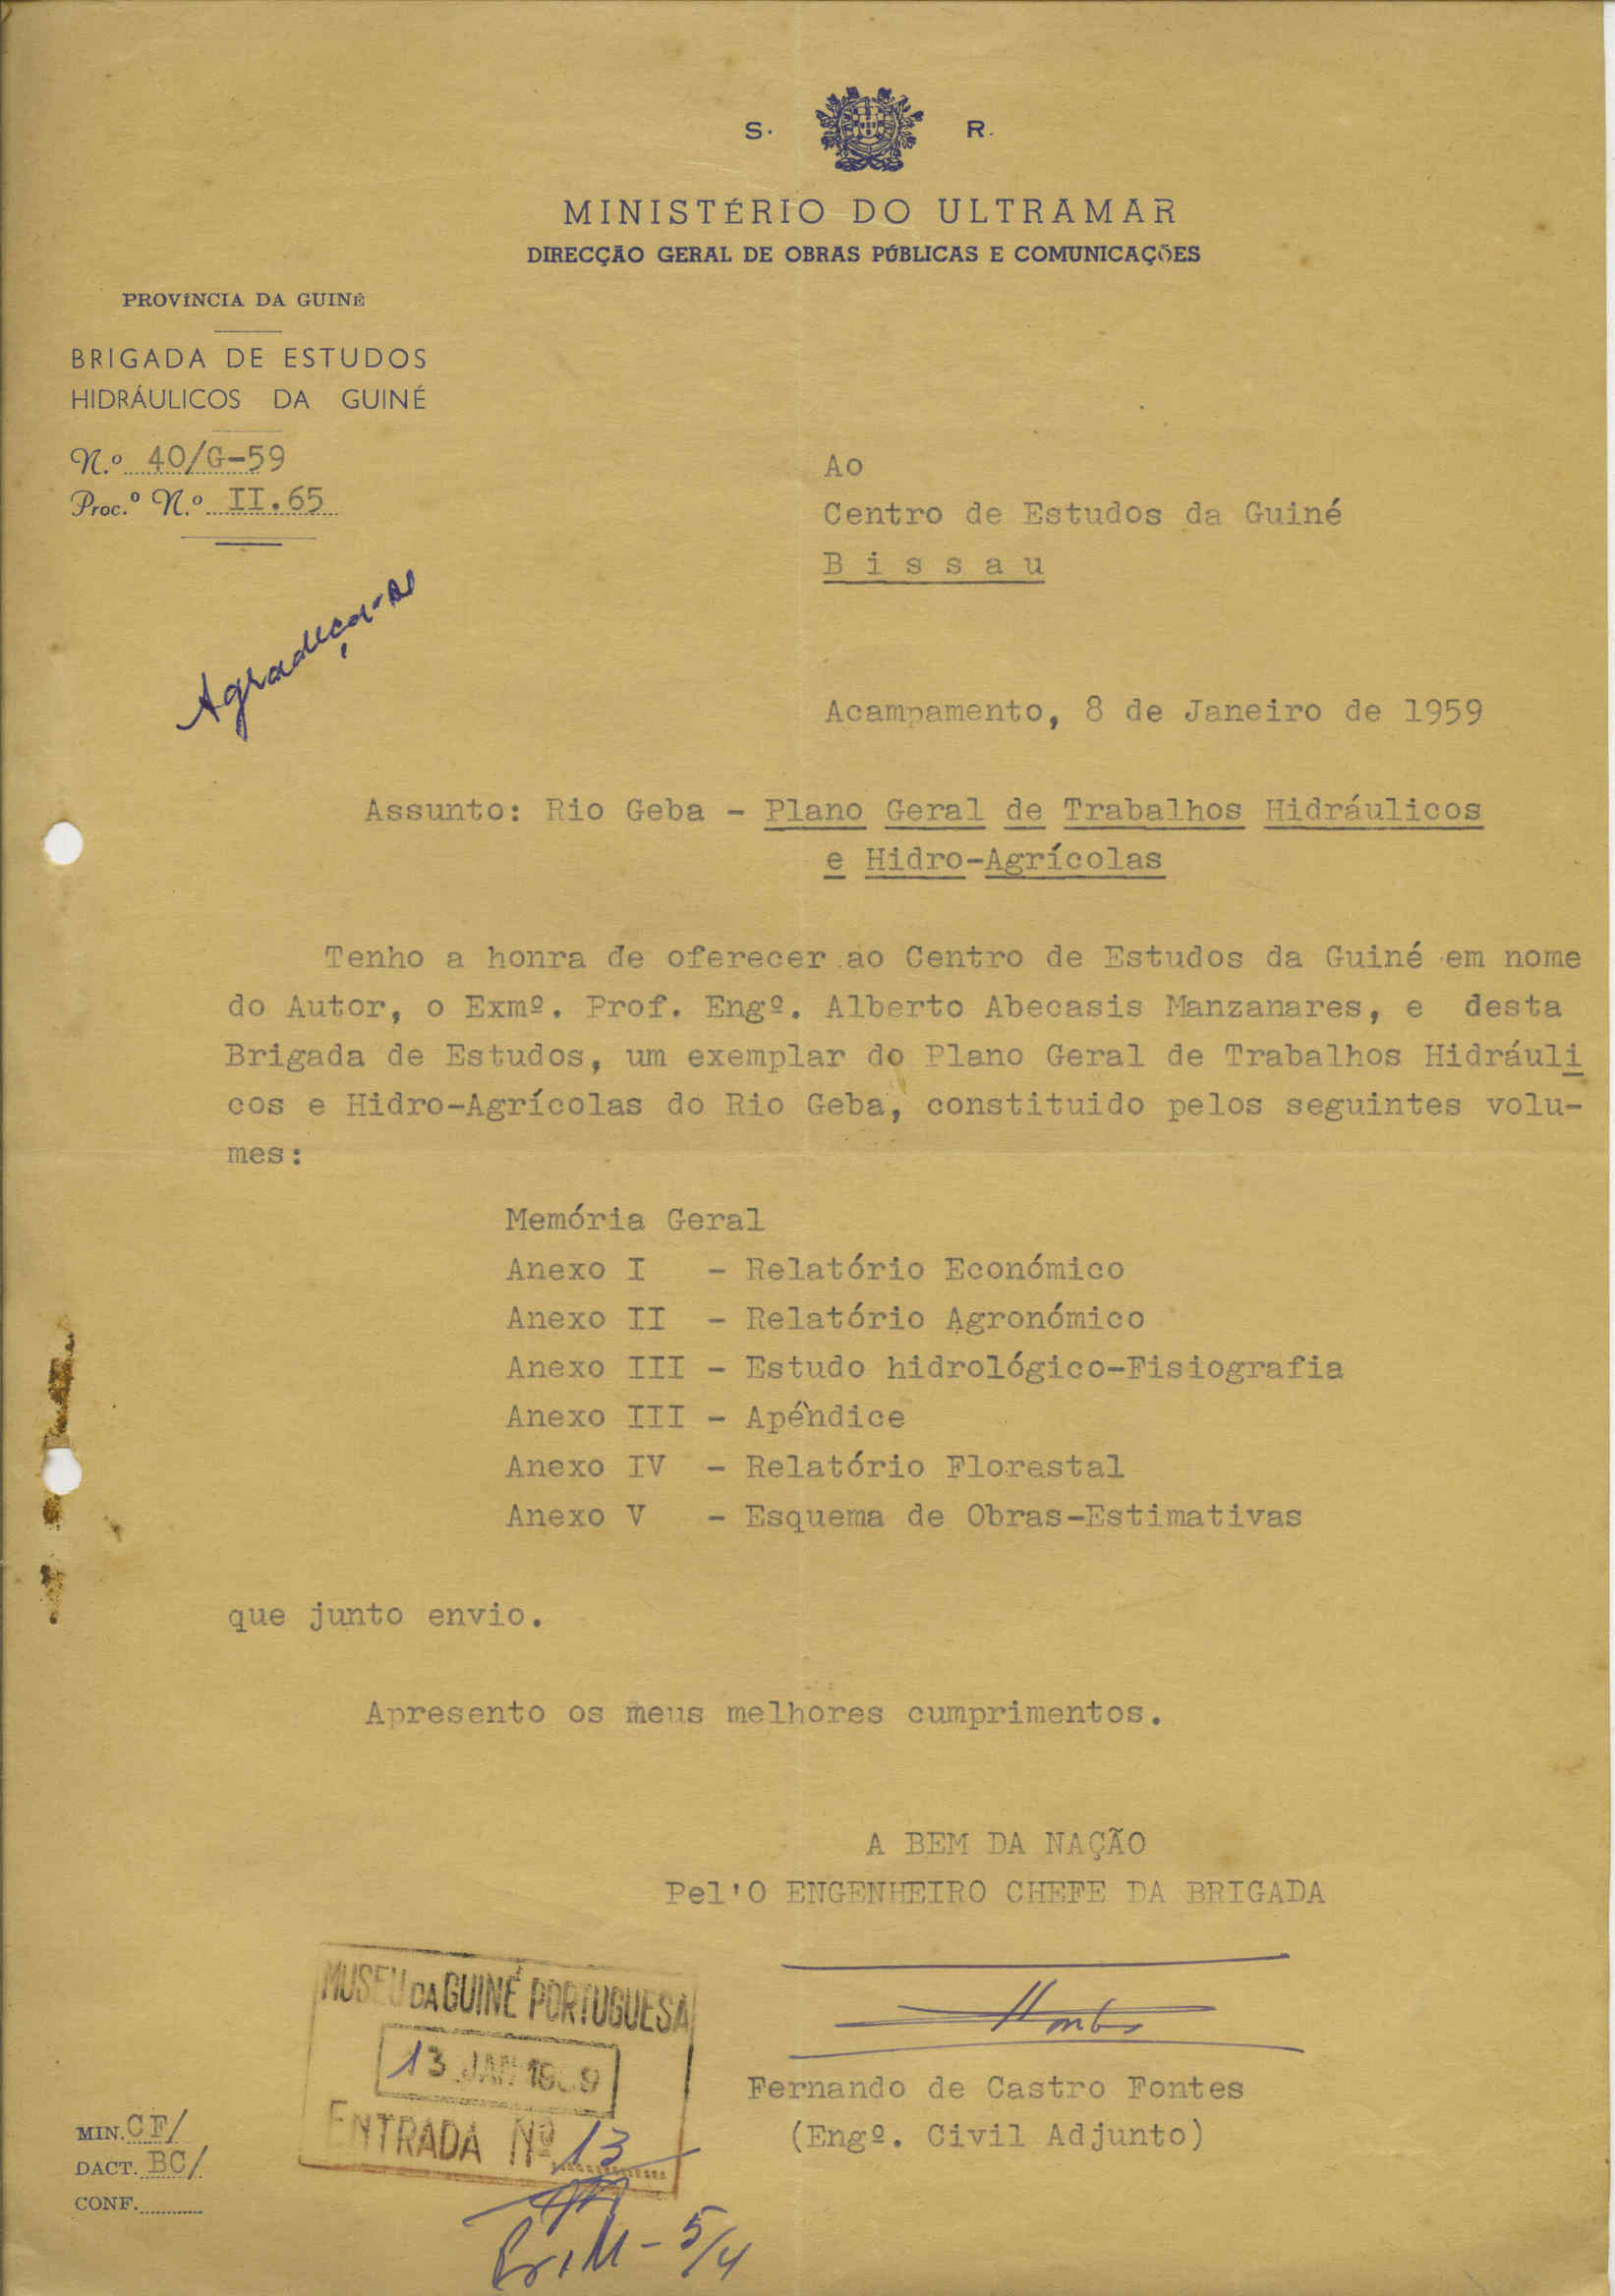 S. R.
MINISTÉRIO DO ULTRAMAR
DIRECÇÃO GERAL DE OBRAS PÚBLICAS E COMUNICAÇÕES
PROVÍNCIA DA GUINÉ
BRIGADA DE ESTUDOS
HIDRÁULICOS DA GUINÉ
N.º 40/G-59
Proc.º N.º II.65
Ao
Centro de Estudos da Guiné
B i s s a u
Agradeça-se
Acampamento, 8 de Janeiro de 1959
Assunto: Rio Geba - Plano Geral de Trabalhos Hidráulicos
e Hidro-Agrícolas
Tenho a honra de oferecer ao Centro de Estudos da Guiné em nome
do Autor, o Exmº. Prof. Engº. Alberto Abecasis Manzanares, e desta
Brigada de Estudos, um exemplar do Plano Geral de Trabalhos Hidráuli
cos e Hidro-Agrícolas do Rio Geba, constituido pelos seguintes volu-
mes:
Memória Geral
Anexo I - Relatório Económico
Anexo II - Relatório Agronómico
Anexo III - Estudo hidrológico-Fisiografia
Anexo III - Apêndice
Anexo IV - Relatório Florestal
Anexo V - Esquema de Obras-Estimativas
que junto envio.
Apresento os meus melhores cumprimentos.
A BEM DA NAÇÃO
Pel'O ENGENHEIRO CHEFE DA BRIGADA
Fernando de Castro Fontes
(Engº. Civil Adjunto)
MUSEU DA GUINÉ PORTUGUESA
13 JAN 1959
ENTRADA Nº 13
MIN. CF/
DACT. BC/
CONF.
5/4